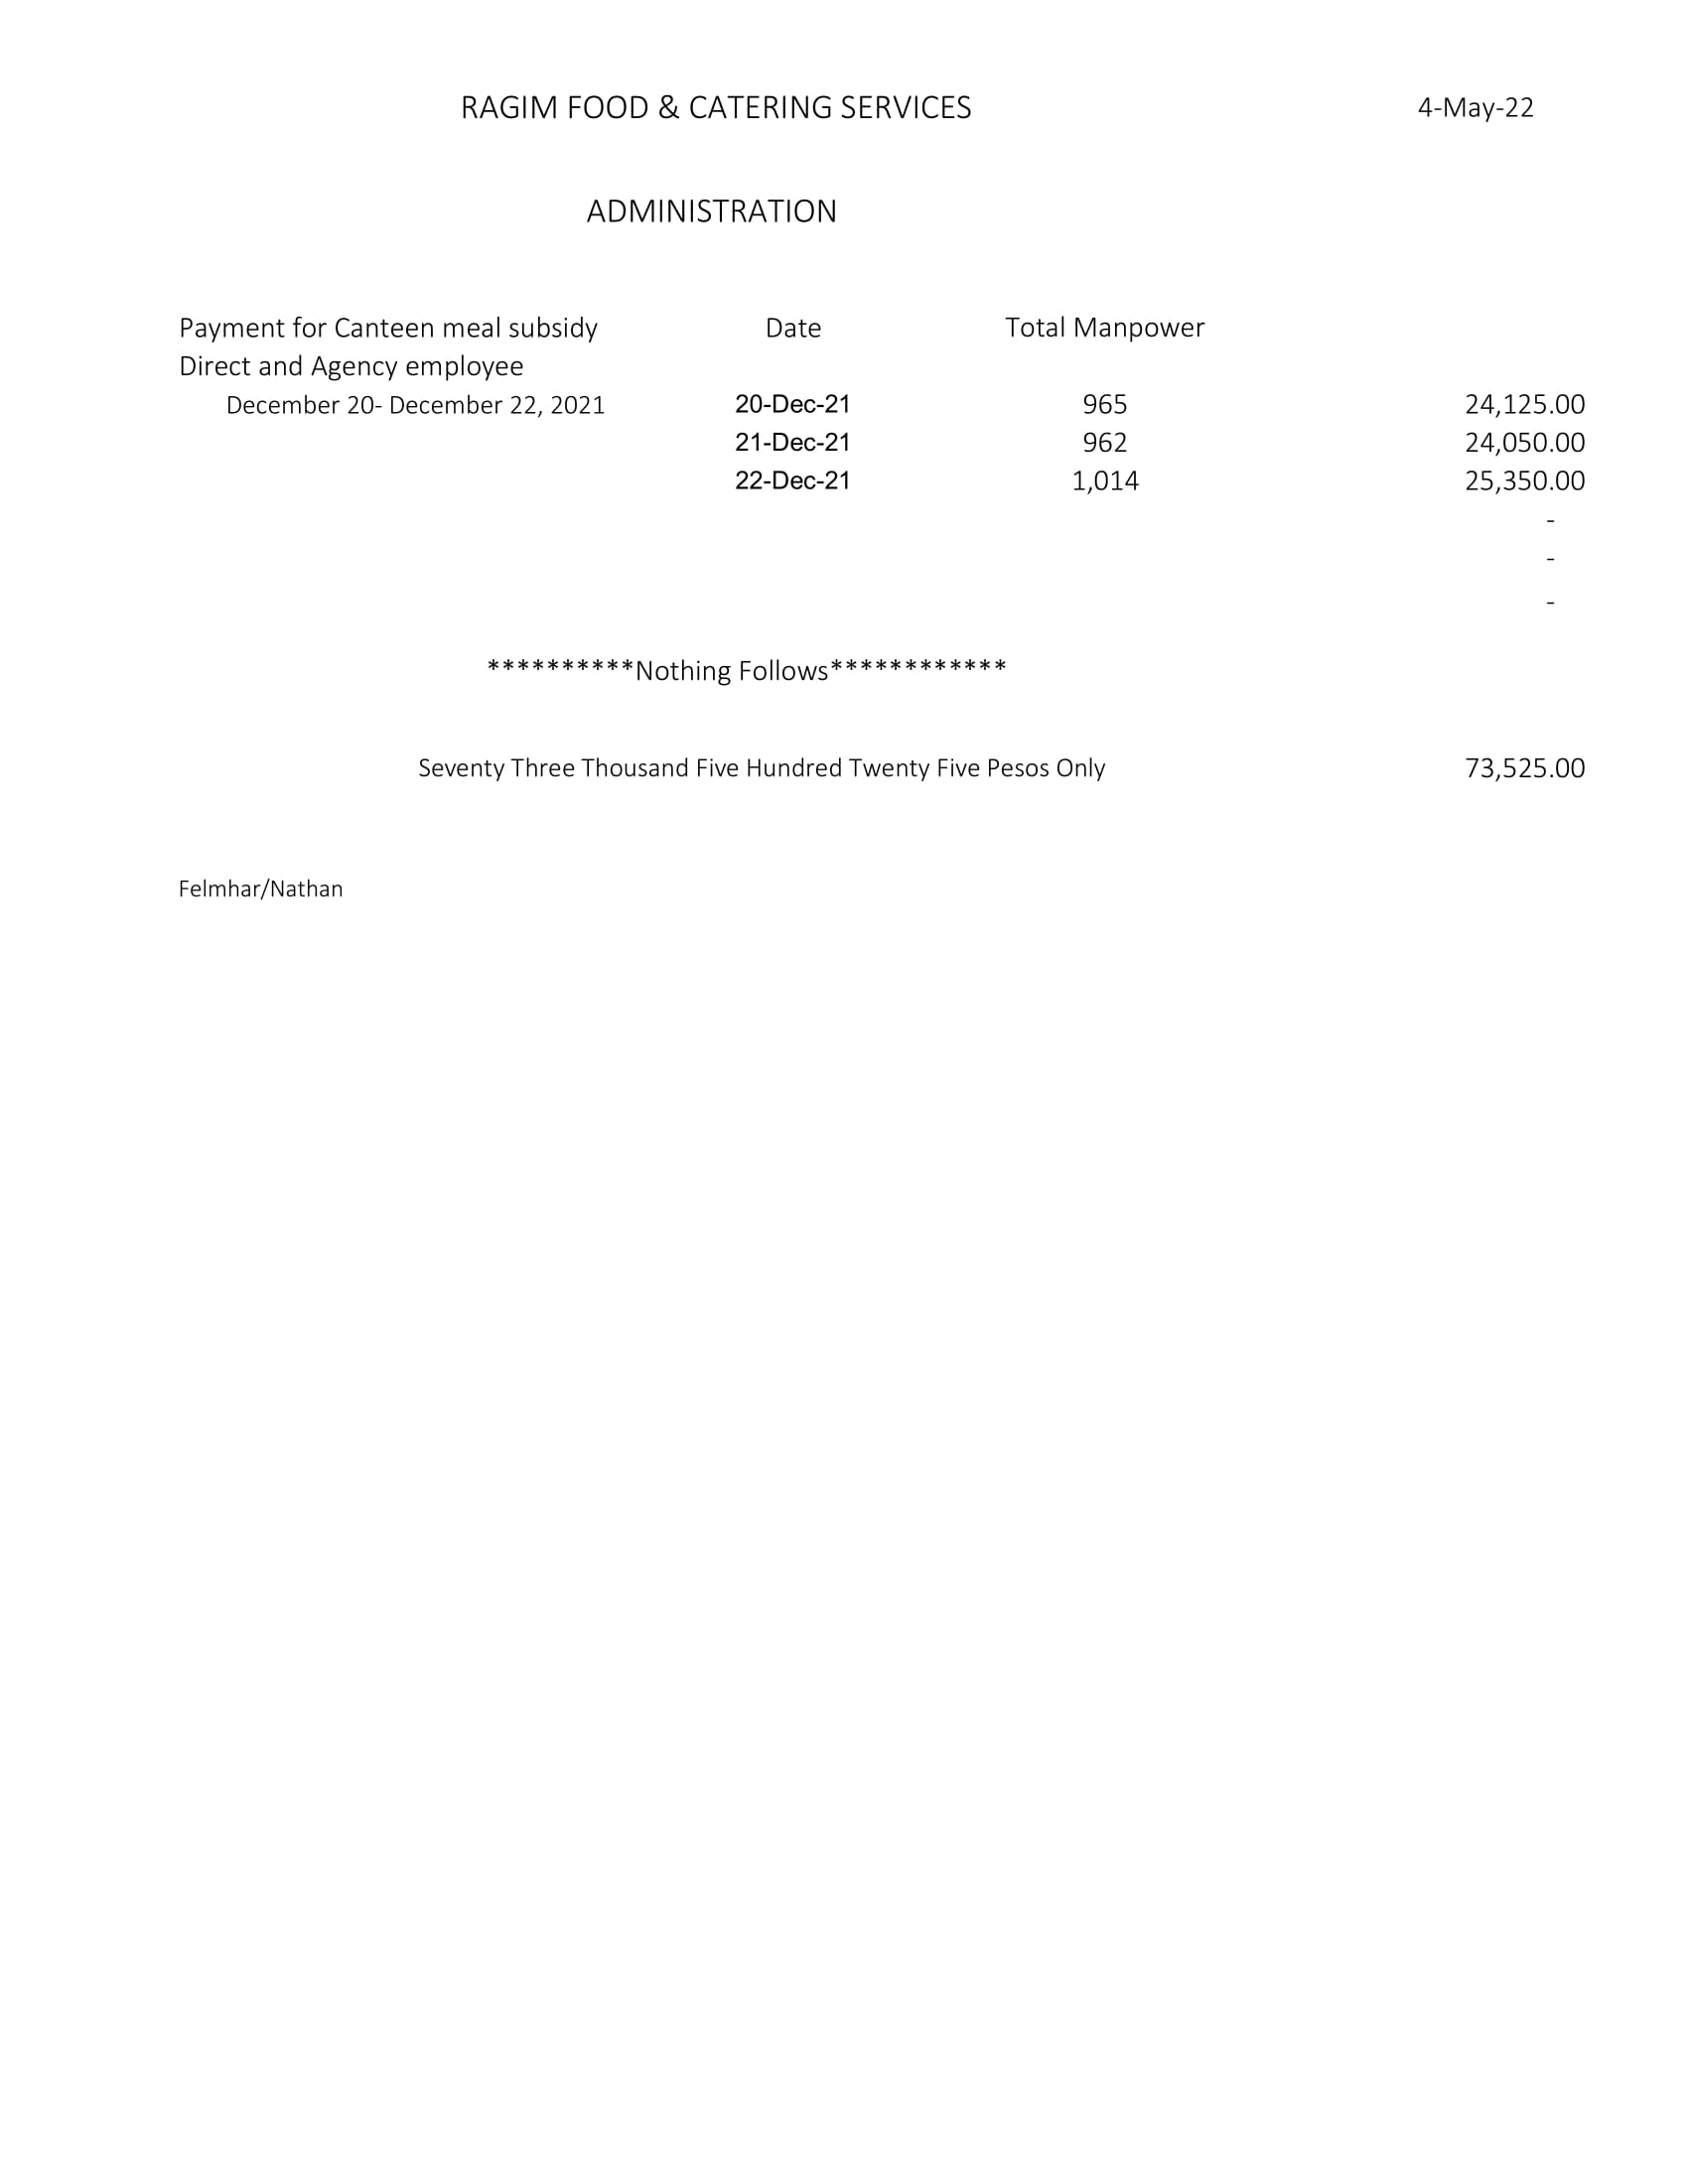 RAGIM FOOD & CATERING SERVICES 4-May-22
ADMINISTRATION
Payment for Canteen meal subsidy Date Total Manpower
Direct and Agency employee
December 20- December 22, 2021 20-Dec-21 965 24,125.00
21-Dec-21 962 24,050.00
22-Dec-21 1,014 25,350.00
-
-
-
**********Nothing Follows************
Seventy Three Thousand Five Hundred Twenty Five Pesos Only 73,525.00
Felmhar/Nathan